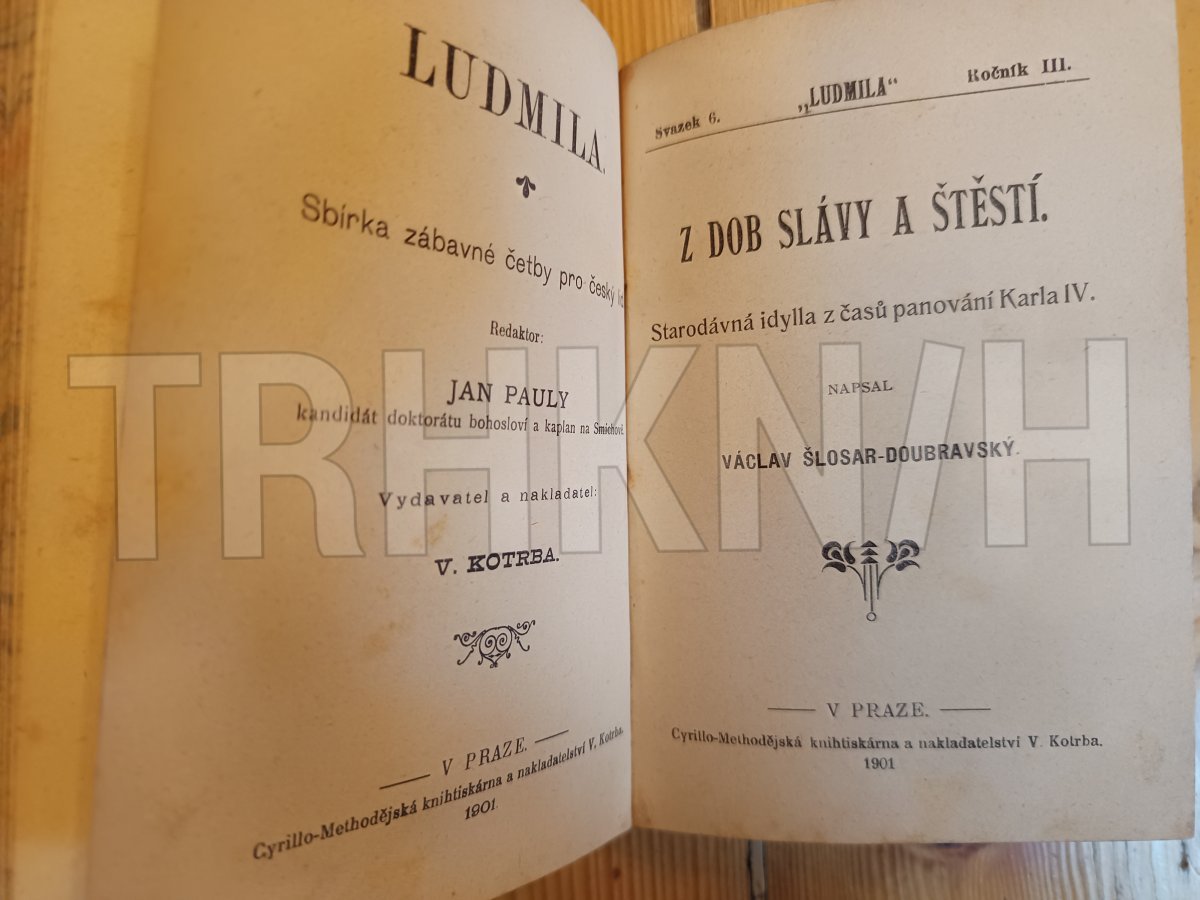 LUDMILA.
Sbírka zábavné četby pro český
Redaktor:
JAN PAULY
kandidát doktorátu bohosloví a kaplan na Smíchově.
Vydavatel a nakladatel:
V. KOTRBA.
V PRAZE.
Cyrillo-Methodějská knihtiskárna a nakladatelství V. Kotrba.
1901.
Svazek 6. „LUDMILA“ Ročník III.
Z DOB SLÁVY A ŠTĚSTÍ.
Starodávná idylla z časů panování Karla IV.
NAPSAL
VÁCLAV ŠLOSAR-DOUBRAVSKÝ.
V PRAZE.
Cyrillo-Methodějská knihtiskárna a nakladatelství V. Kotrba.
1901
TRHKNIH